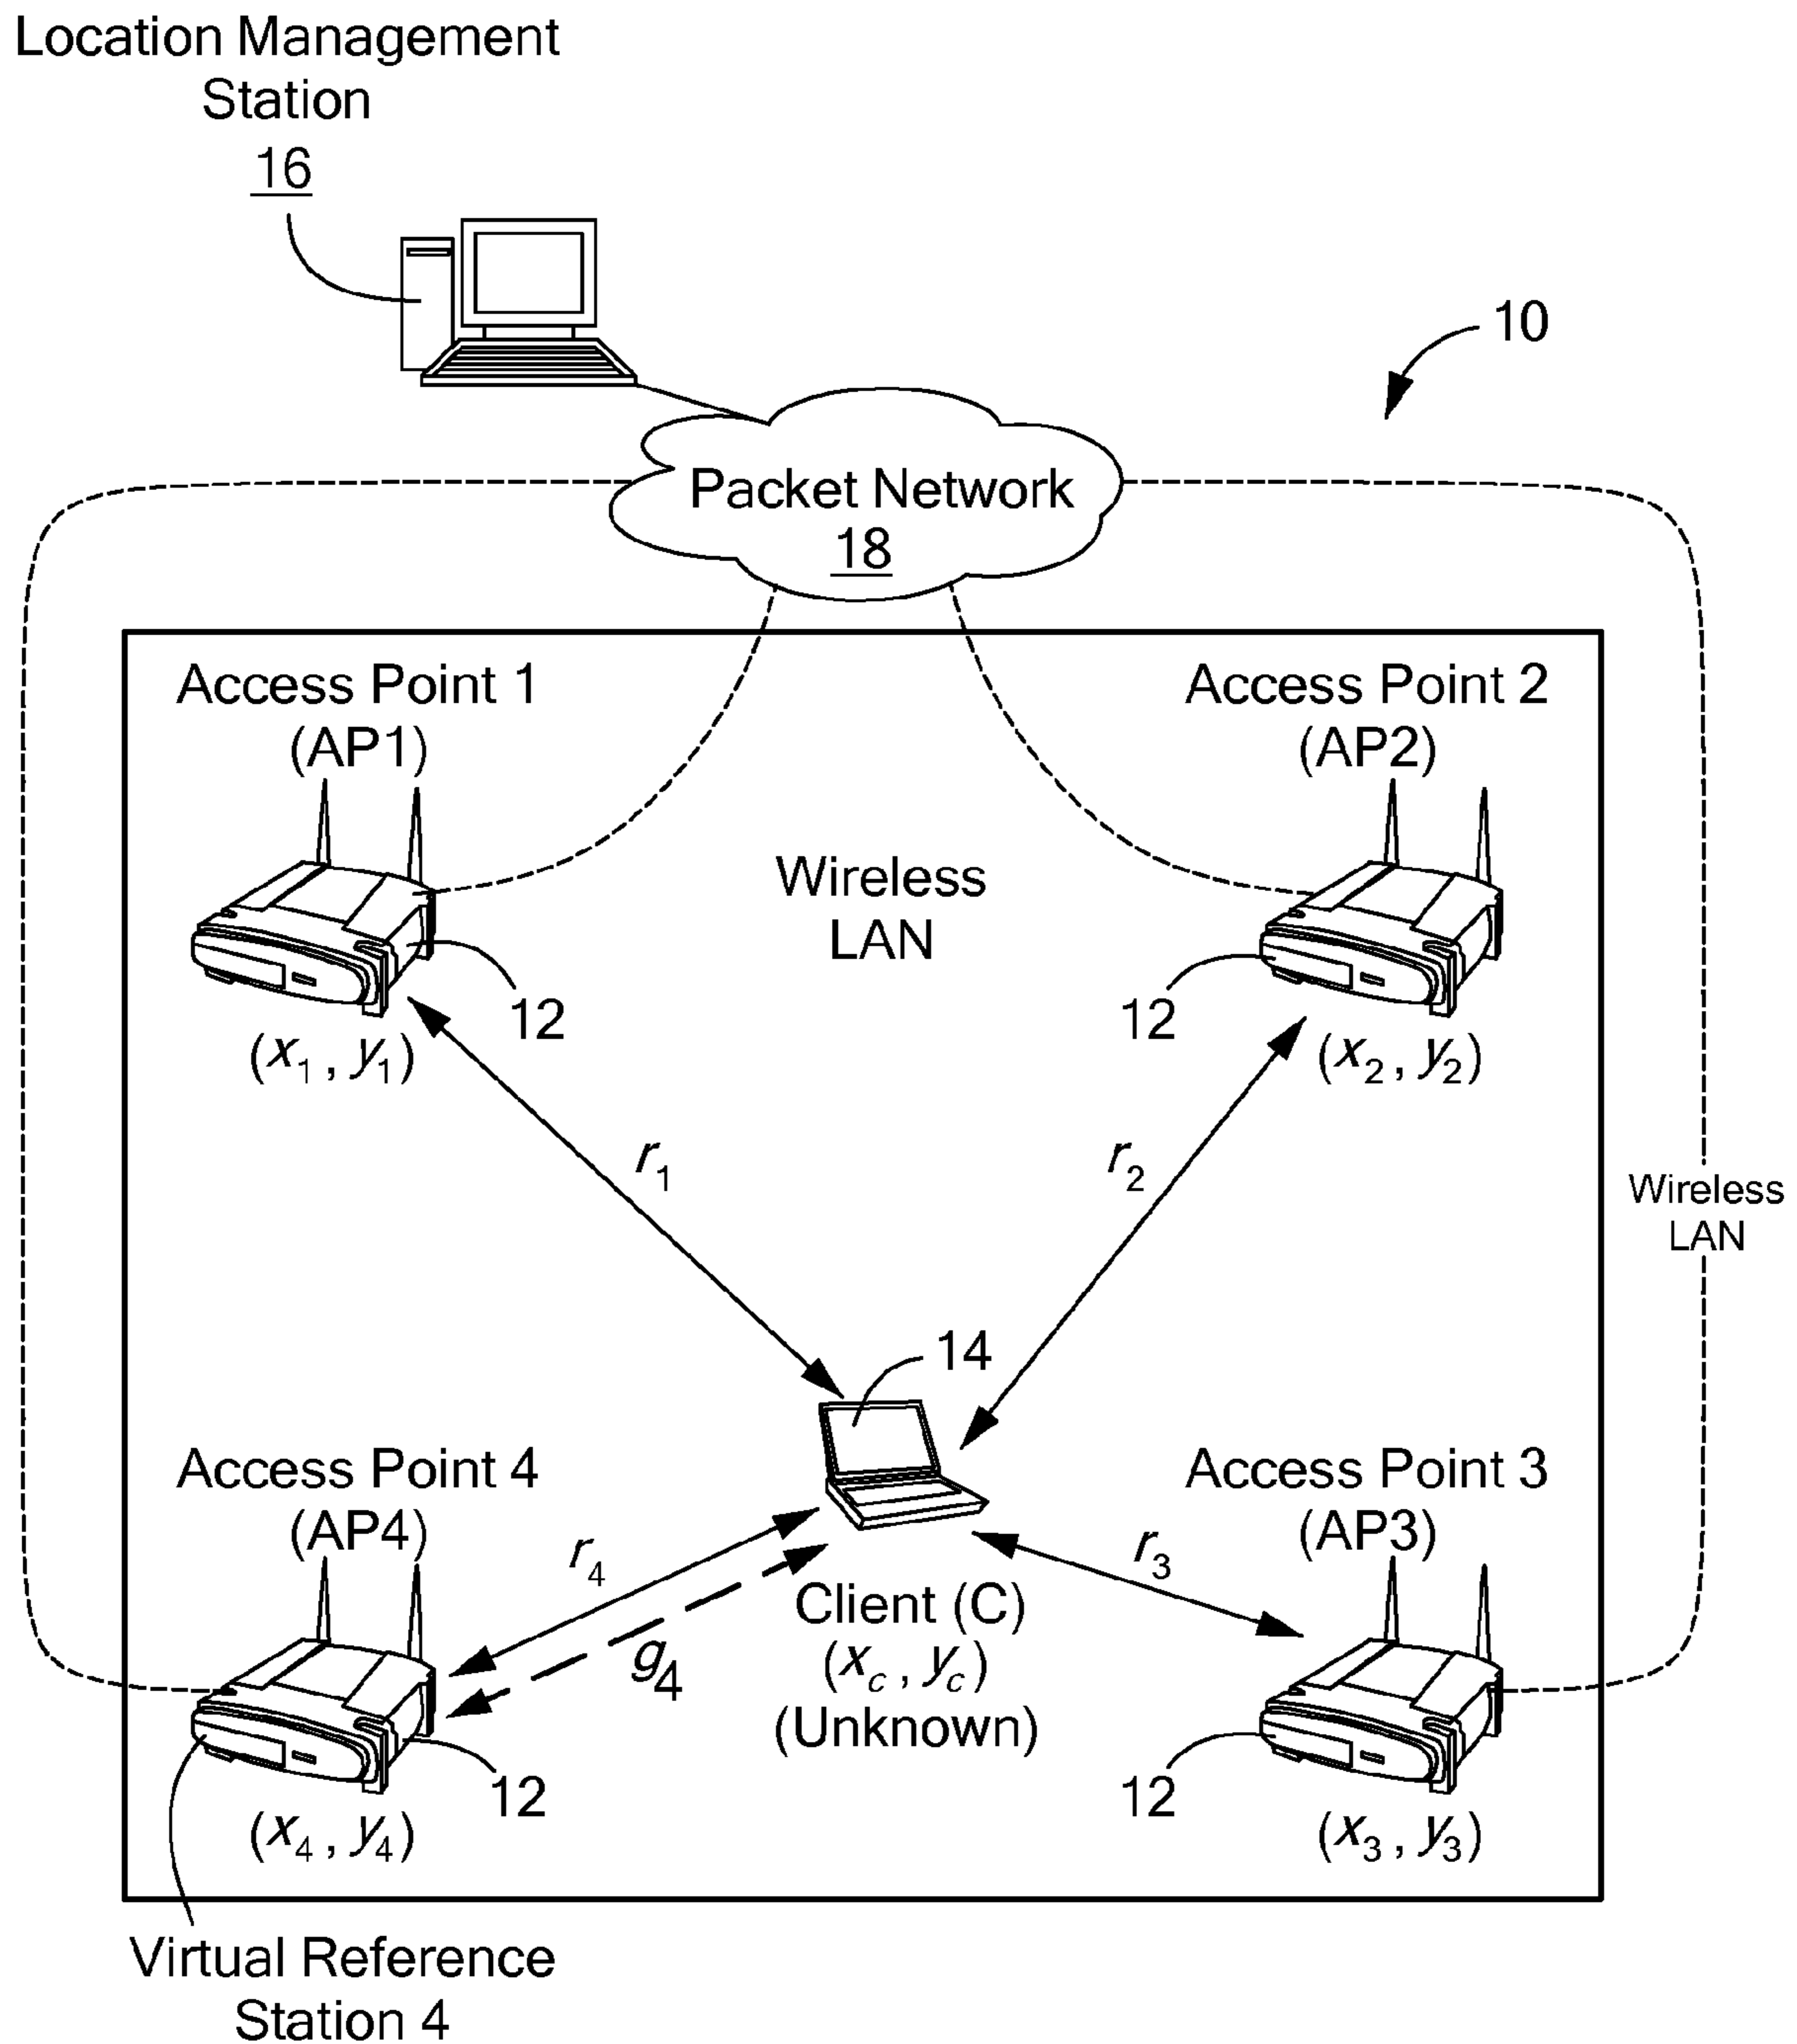 Location Management
Station
16
10
Packet Network
18
Access Point 1
(AP1)
Access Point 2
(AP2)
Wireless
LAN
12
12
(x₁, y₁)
(x₂, y₂)
r₁
r₂
Wireless
LAN
14
Access Point 4
(AP4)
Access Point 3
(AP3)
r₄
r₃
g₄
Client (C)
(x꜀, y꜀)
(Unknown)
12
12
(x₄, y₄)
(x₃, y₃)
Virtual Reference
Station 4